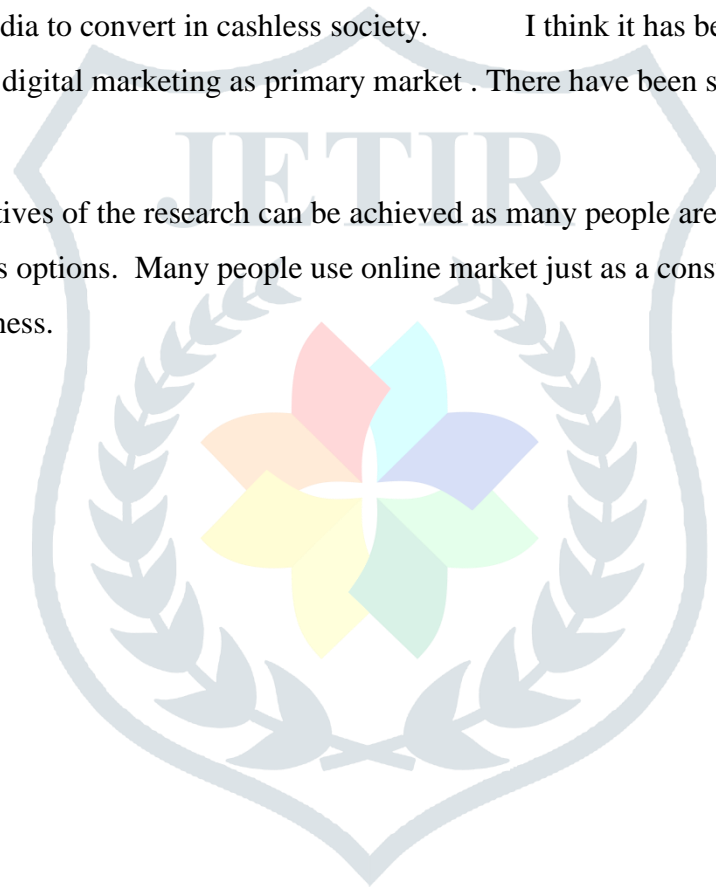 dia to convert in cashless society. I think it has be
digital marketing as primary market . There have been s
JETIR
tives of the research can be achieved as many people are
s options. Many people use online market just as a cons
ness.